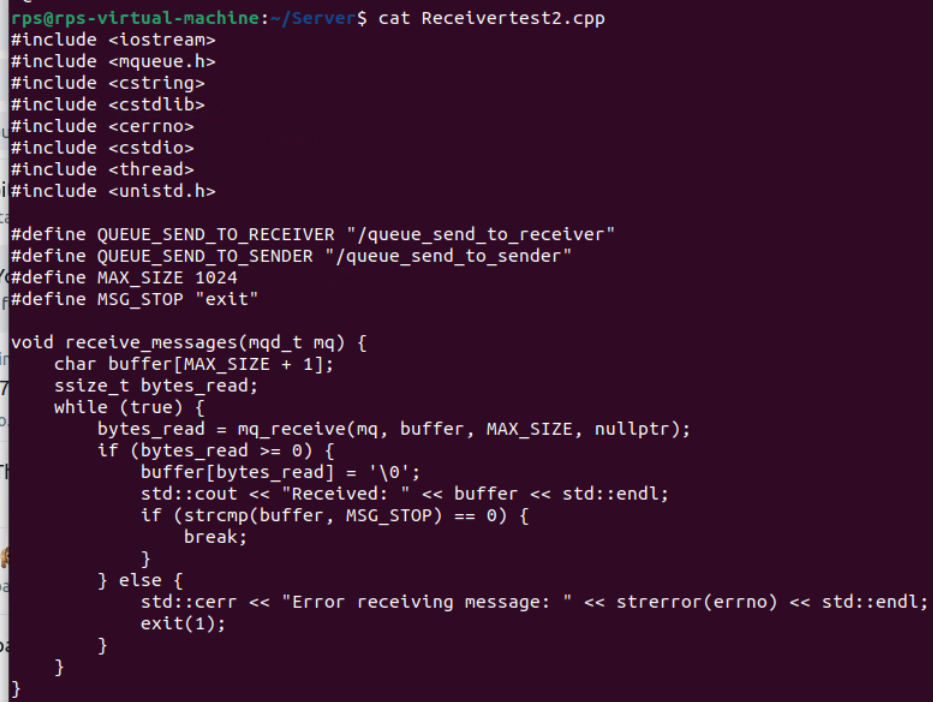 rps@rps-virtual-machine:~/Server$ cat Receivertest2.cpp
#include <iostream>
#include <mqueue.h>
#include <cstring>
#include <cstdlib>
#include <cerrno>
#include <cstdio>
#include <thread>
#include <unistd.h>

#define QUEUE_SEND_TO_RECEIVER "/queue_send_to_receiver"
#define QUEUE_SEND_TO_SENDER "/queue_send_to_sender"
#define MAX_SIZE 1024
#define MSG_STOP "exit"

void receive_messages(mqd_t mq) {
    char buffer[MAX_SIZE + 1];
    ssize_t bytes_read;
    while (true) {
        bytes_read = mq_receive(mq, buffer, MAX_SIZE, nullptr);
        if (bytes_read >= 0) {
            buffer[bytes_read] = '\0';
            std::cout << "Received: " << buffer << std::endl;
            if (strcmp(buffer, MSG_STOP) == 0) {
                break;
            }
        } else {
            std::cerr << "Error receiving message: " << strerror(errno) << std::endl;
            exit(1);
        }
    }
}